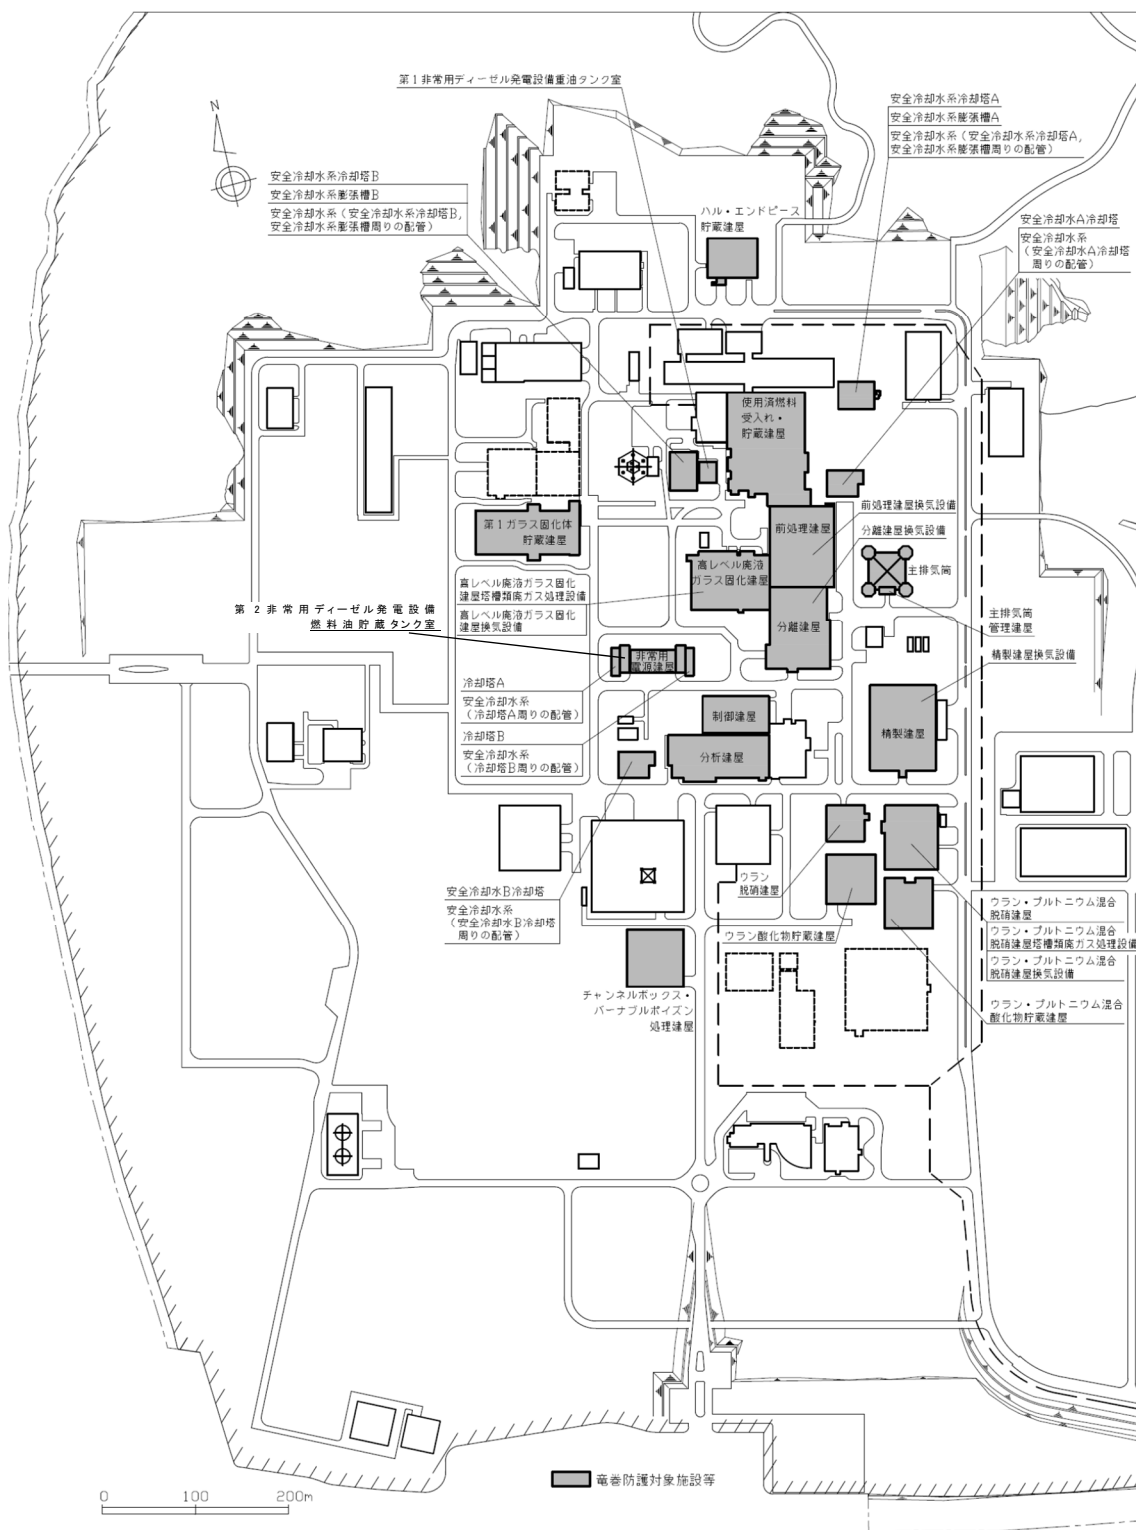 第1非常用ディーゼル発電設備重油タンク室
安全冷却水系冷却塔A
安全冷却水系膨張槽A
安全冷却水系（安全冷却水系冷却塔A,
安全冷却水系膨張槽周りの配管）
N
安全冷却水系冷却塔B
安全冷却水系膨張槽B
安全冷却水系（安全冷却水系冷却塔B,
安全冷却水系膨張槽周りの配管）
ハル・エンドピース
貯蔵建屋
安全冷却水A冷却塔
安全冷却水系
（安全冷却水A冷却塔
周りの配管）
使用済燃料
受入れ・
貯蔵建屋
前処理建屋換気設備
第1ガラス固化体
貯蔵建屋
前処理建屋
分離建屋換気設備
高レベル廃液
ガラス固化建屋
主排気筒
高レベル廃液ガラス固化
建屋塔槽類廃ガス処理設備
高レベル廃液ガラス固化
建屋換気設備
第2非常用ディーゼル発電設備
燃料油貯蔵タンク室
分離建屋
主排気筒
管理建屋
非常用
電源建屋
精製建屋換気設備
冷却塔A
安全冷却水系
（冷却塔A周りの配管）
冷却塔B
安全冷却水系
（冷却塔B周りの配管）
制御建屋
精製建屋
分析建屋
ウラン
脱硝建屋
安全冷却水B冷却塔
安全冷却水系
（安全冷却水B冷却塔
周りの配管）
ウラン酸化物貯蔵建屋
ウラン・プルトニウム混合
脱硝建屋
ウラン・プルトニウム混合
脱硝建屋塔槽類廃ガス処理設備
ウラン・プルトニウム混合
脱硝建屋換気設備
ウラン・プルトニウム混合
酸化物貯蔵建屋
チャンネルボックス・
バーナブルポイズン
処理建屋
竜巻防護対象施設等
0 100 200m